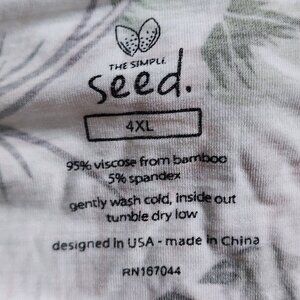 THE SIMPLE
seed.
4XL
95% viscose from bamboo
5% spandex
gently wash cold, inside out
tumble dry low
designed in USA - made in China
RN167044